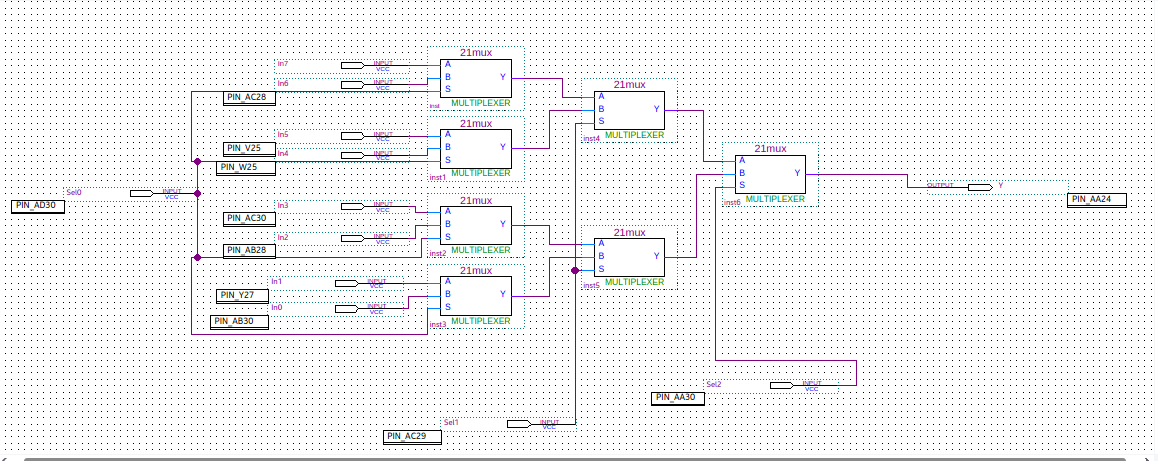 21mux
In7
INPUT
VCC
A
B
S
Y
In6
INPUT
VCC
PIN_AC28
inst
MULTIPLEXER
21mux
A
B
S
Y
inst4
MULTIPLEXER
21mux
In5
INPUT
VCC
A
B
S
Y
PIN_V25
In4
INPUT
VCC
PIN_W25
inst1
MULTIPLEXER
21mux
A
B
S
Y
inst6
MULTIPLEXER
OUTPUT
Y
PIN_AA24
Sel0
INPUT
VCC
PIN_AD30
21mux
In3
INPUT
VCC
A
B
S
Y
PIN_AC30
In2
INPUT
VCC
PIN_AB28
inst2
MULTIPLEXER
21mux
A
B
S
Y
inst5
MULTIPLEXER
21mux
In1
INPUT
VCC
A
B
S
Y
PIN_Y27
In0
INPUT
VCC
PIN_AB30
inst3
MULTIPLEXER
Sel2
INPUT
VCC
PIN_AA30
Sel1
INPUT
VCC
PIN_AC29